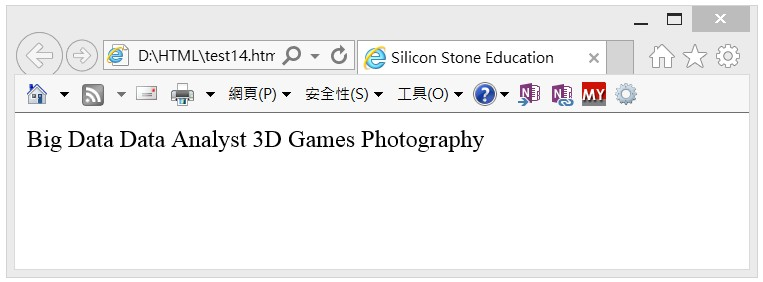 D:\HTML\test14.htm
Silicon Stone Education
網頁(P)
安全性(S)
工具(O)
?
N
N
MY
Big Data Data Analyst 3D Games Photography